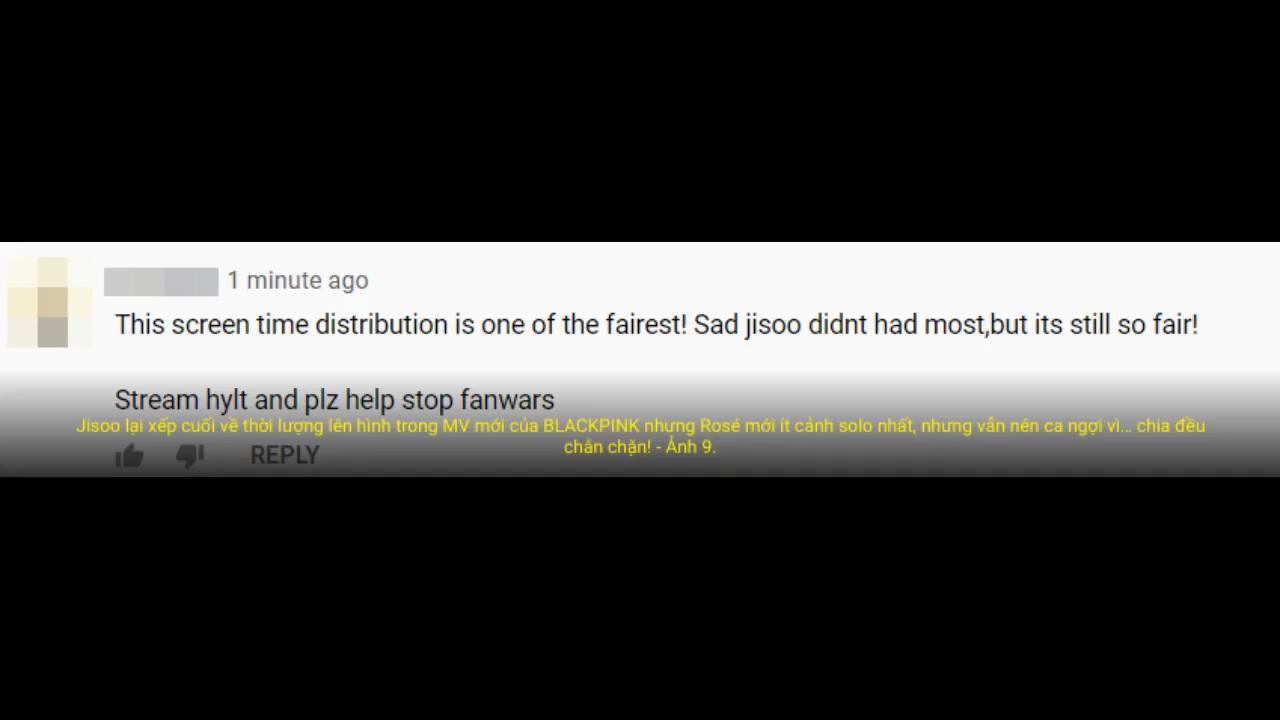 1 minute ago
This screen time distribution is one of the fairest! Sad jisoo didnt had most,but its still so fair!
Stream hylt and plz help stop fanwars
Jisoo lại xếp cuối về thời lượng lên hình trong MV mới của BLACKPINK nhưng Rosé mới ít cảnh solo nhất, nhưng vẫn nên ca ngợi vì... chia đều
chằn chặn! - Ảnh 9.
REPLY